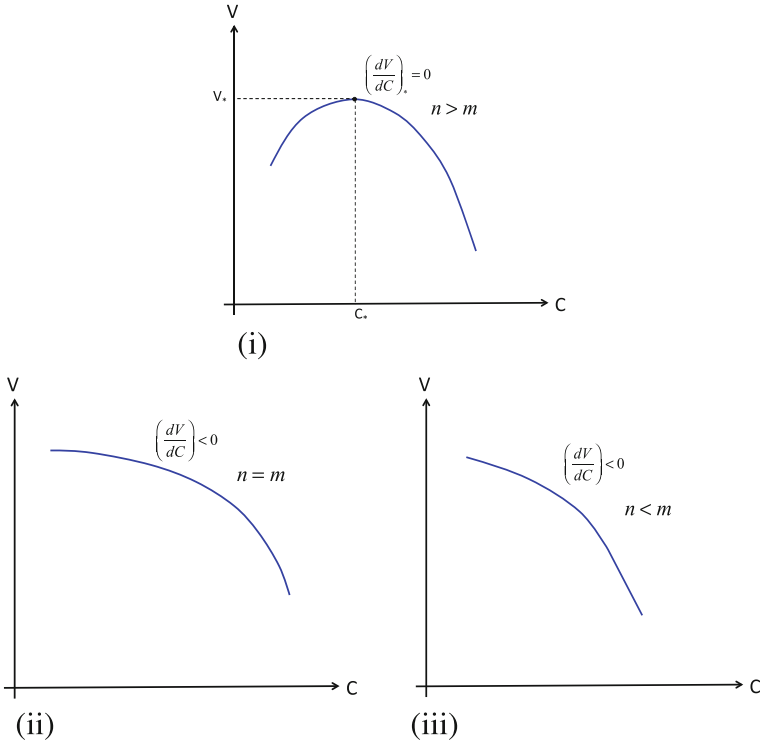 V
(dV/dC)* = 0
V*
n > m
C
C*
(i)
V
(dV/dC) < 0
n = m
C
(ii)
V
(dV/dC) < 0
n < m
C
(iii)